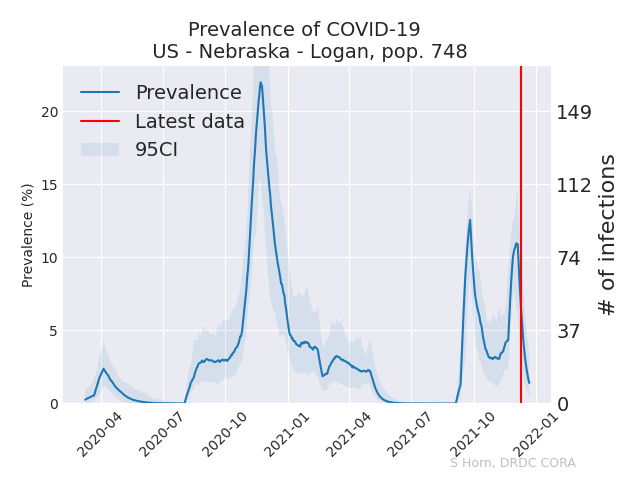 Prevalence of COVID-19
US - Nebraska - Logan, pop. 748
Prevalence
Latest data
95CI
Prevalence (%)
20
15
10
5
0
149
112
74
37
0
# of infections
2020-04
2020-07
2020-10
2021-01
2021-04
2021-07
2021-10
2022-01
S Horn, DRDC CORA